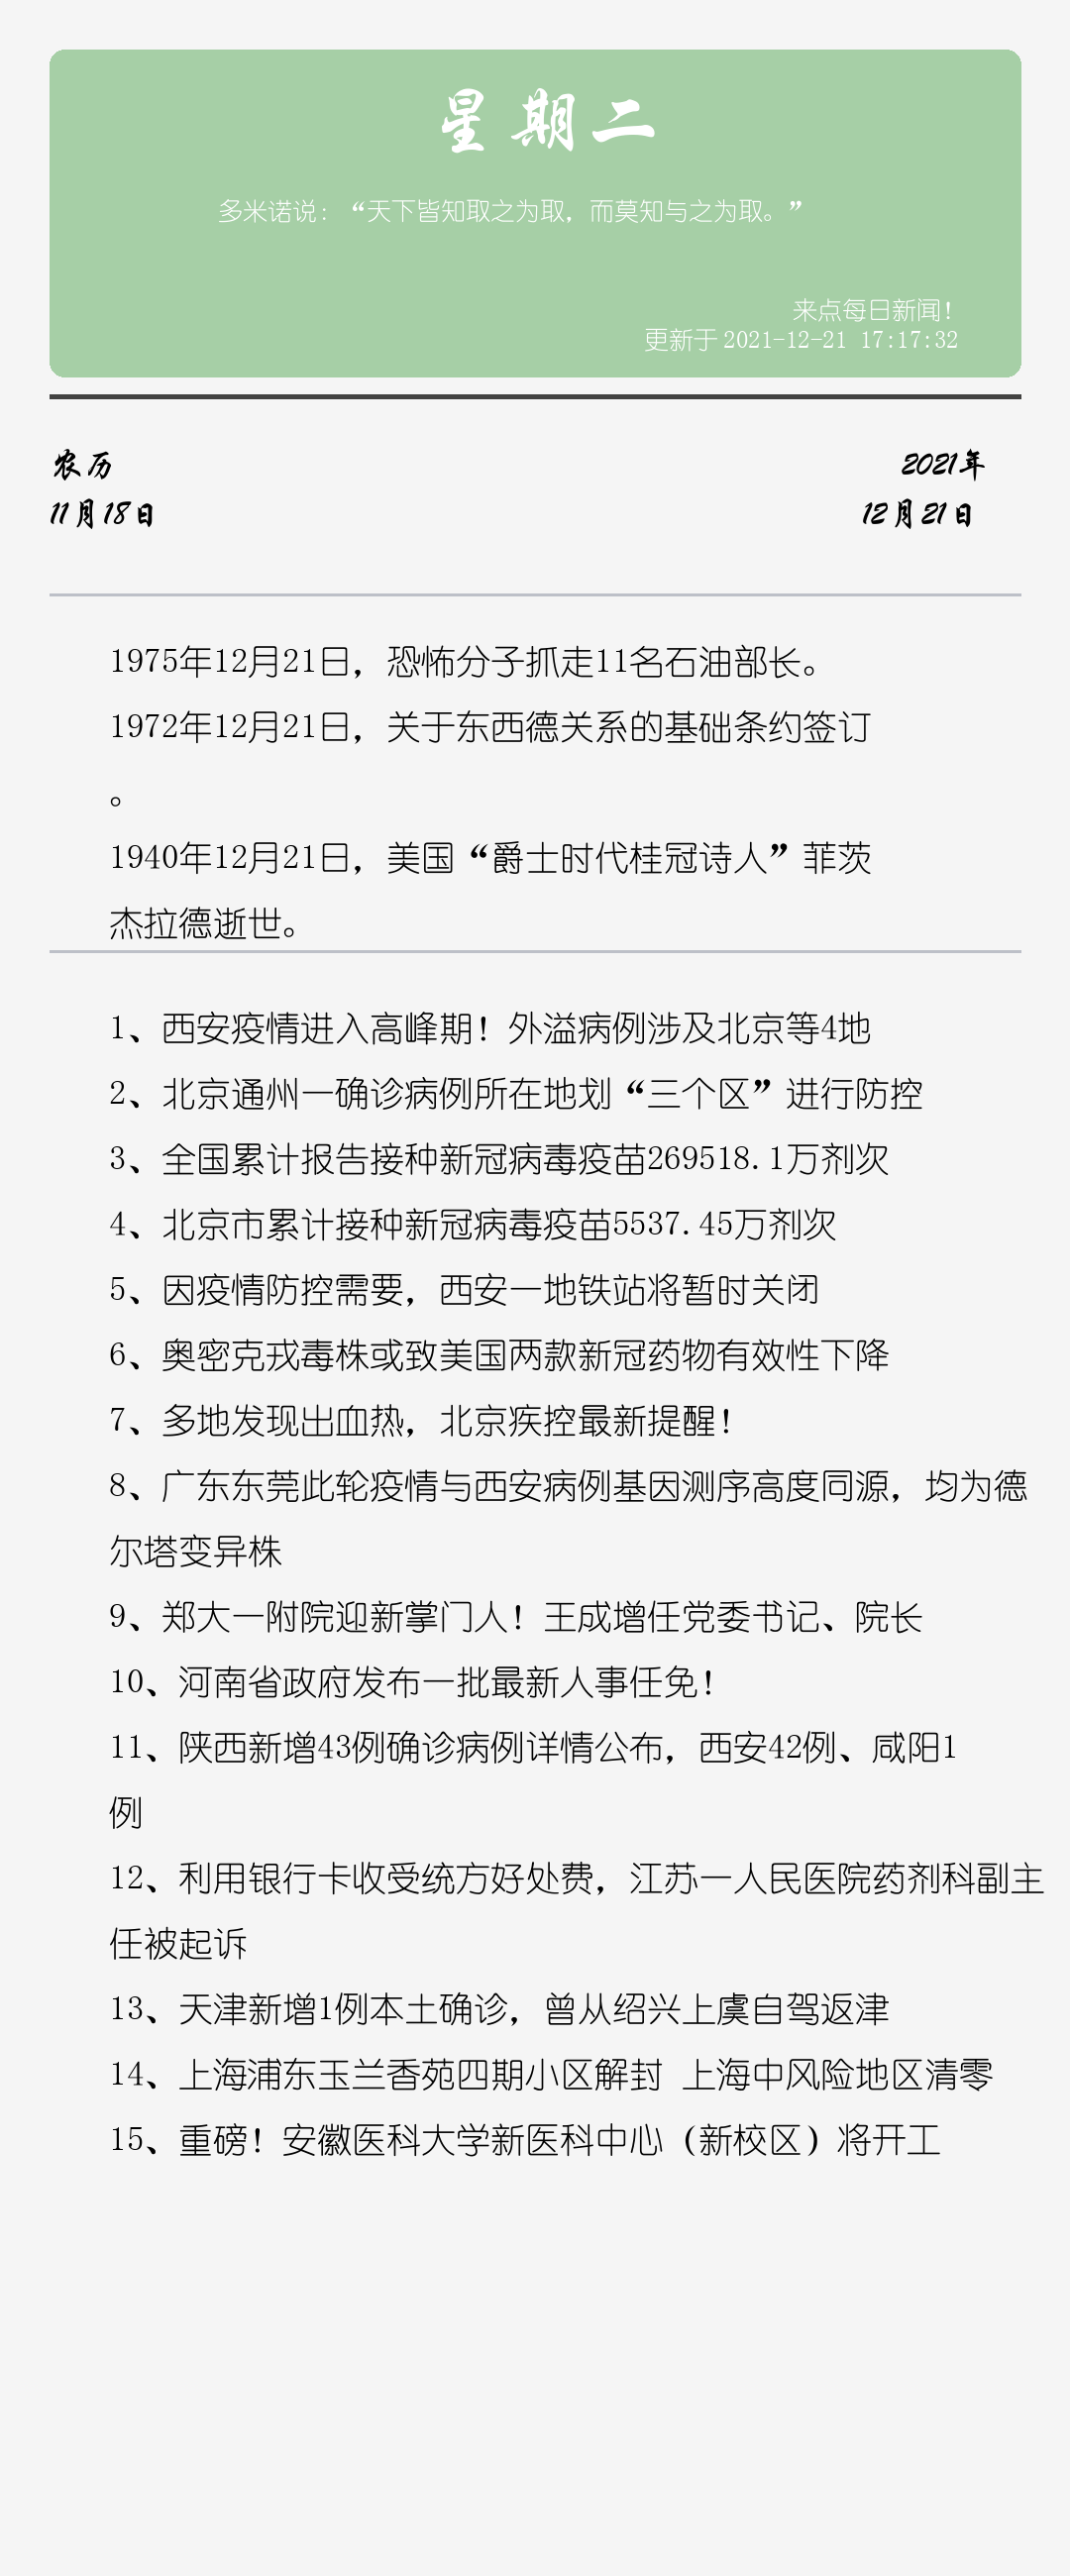 星期二
多米诺说：“天下皆知取之为取，而莫知与之为取。”
来点每日新闻！
更新于 2021-12-21 17:17:32
农历
2021年
11月18日
12月21日
1975年12月21日，恐怖分子抓走11名石油部长。
1972年12月21日，关于东西德关系的基础条约签订
。
1940年12月21日，美国“爵士时代桂冠诗人”菲茨
杰拉德逝世。
1、西安疫情进入高峰期！外溢病例涉及北京等4地
2、北京通州一确诊病例所在地划“三个区”进行防控
3、全国累计报告接种新冠病毒疫苗269518.1万剂次
4、北京市累计接种新冠病毒疫苗5537.45万剂次
5、因疫情防控需要，西安一地铁站将暂时关闭
6、奥密克戎毒株或致美国两款新冠药物有效性下降
7、多地发现出血热，北京疾控最新提醒！
8、广东东莞此轮疫情与西安病例基因测序高度同源，均为德
尔塔变异株
9、郑大一附院迎新掌门人！王成增任党委书记、院长
10、河南省政府发布一批最新人事任免！
11、陕西新增43例确诊病例详情公布，西安42例、咸阳1
例
12、利用银行卡收受统方好处费，江苏一人民医院药剂科副主
任被起诉
13、天津新增1例本土确诊，曾从绍兴上虞自驾返津
14、上海浦东玉兰香苑四期小区解封 上海中风险地区清零
15、重磅！安徽医科大学新医科中心（新校区）将开工